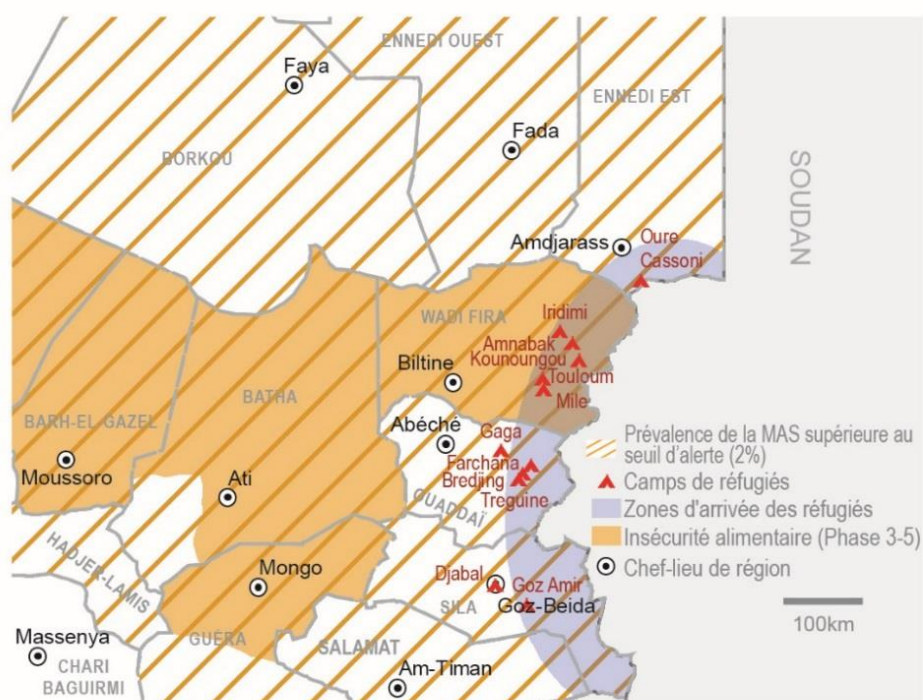 ENNEDI OUEST
Faya
ENNEDI EST
Fada
BORKOU
SOUDAN
Amdjarass
Oure
Cassoni
WADI FIRA
Iridimi
Amnabak
Kounoungou
Biltine
Touloum
Mile
BATHA
BARH-EL-GAZEL
Abéché
Gaga
Moussoro
Farchana
Ati
Bredjing
Treguine
OUADDAÏ
Prévalence de la MAS supérieure au
seuil d'alerte (2%)
Camps de réfugiés
Zones d'arrivée des réfugiés
Insécurité alimentaire (Phase 3-5)
Chef-lieu de région
HADJER-LAMIS
Mongo
Djabal
Goz Amir
Goz-Beida
SILA
100km
Massenya
GUÉRA
SALAMAT
CHARI
BAGUIRMI
Am-Timan